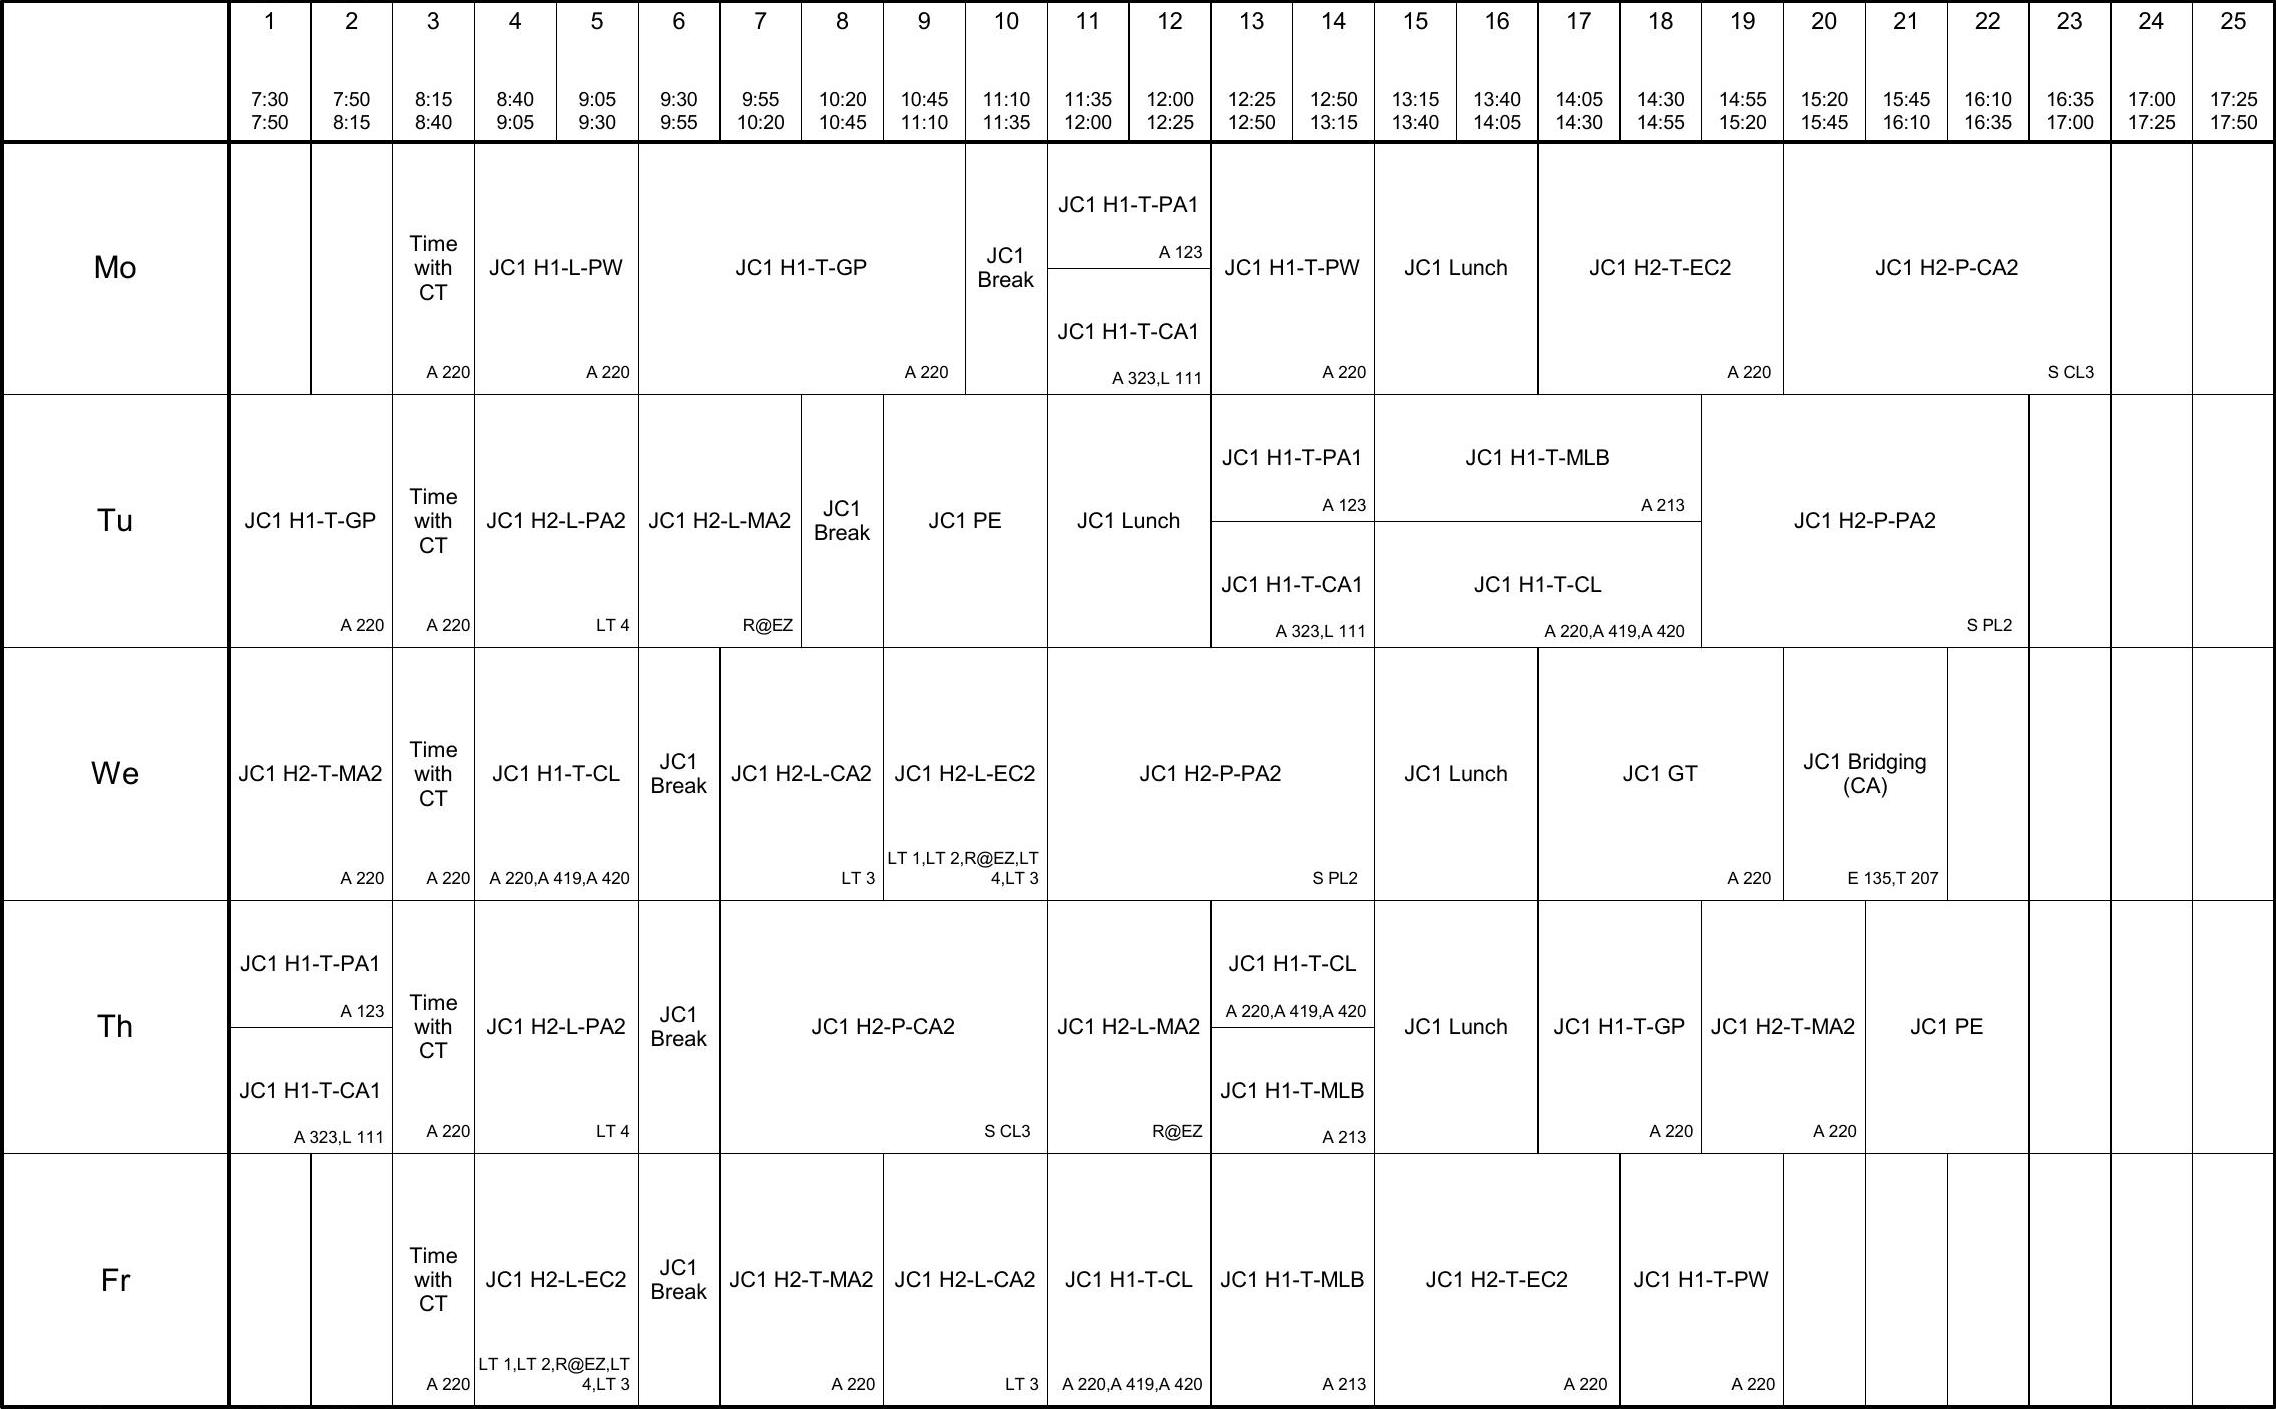 1 2 3 4 5 6 7 8 9 10 11 12 13 14 15 16 17 18 19 20 21 22 23 24 25
7:30 7:50 8:15 8:40 9:05 9:30 9:55 10:20 10:45 11:10 11:35 12:00 12:25 12:50 13:15 13:40 14:05 14:30 14:55 15:20 15:45 16:10 16:35 17:00 17:25
7:50 8:15 8:40 9:05 9:30 9:55 10:20 10:45 11:10 11:35 12:00 12:25 12:50 13:15 13:40 14:05 14:30 14:55 15:20 15:45 16:10 16:35 17:00 17:25 17:50
Mo
Time
with
CT
A 220
JC1 H1-L-PW
A 220
JC1 H1-T-GP
A 220
JC1
Break
JC1 H1-T-PA1
A 123
JC1 H1-T-CA1
A 323,L 111
JC1 H1-T-PW
A 220
JC1 Lunch
JC1 H2-T-EC2
A 220
JC1 H2-P-CA2
S CL3
Tu
JC1 H1-T-GP
A 220
Time
with
CT
A 220
JC1 H2-L-PA2
LT 4
JC1 H2-L-MA2
R@EZ
JC1
Break
JC1 PE
JC1 Lunch
JC1 H1-T-PA1
A 123
JC1 H1-T-CA1
A 323,L 111
JC1 H1-T-MLB
A 213
JC1 H1-T-CL
A 220,A 419,A 420
JC1 H2-P-PA2
S PL2
We
JC1 H2-T-MA2
A 220
Time
with
CT
A 220
JC1 H1-T-CL
A 220,A 419,A 420
JC1
Break
JC1 H2-L-CA2
LT 3
JC1 H2-L-EC2
LT 1,LT 2,R@EZ,LT
4,LT 3
JC1 H2-P-PA2
S PL2
JC1 Lunch
JC1 GT
A 220
JC1 Bridging
(CA)
E 135,T 207
Th
JC1 H1-T-PA1
A 123
JC1 H1-T-CA1
A 323,L 111
Time
with
CT
A 220
JC1 H2-L-PA2
LT 4
JC1
Break
JC1 H2-P-CA2
S CL3
JC1 H2-L-MA2
R@EZ
JC1 H1-T-CL
A 220,A 419,A 420
JC1 H1-T-MLB
A 213
JC1 Lunch
JC1 H1-T-GP
A 220
JC1 H2-T-MA2
A 220
JC1 PE
Fr
Time
with
CT
A 220
JC1 H2-L-EC2
LT 1,LT 2,R@EZ,LT
4,LT 3
JC1
Break
JC1 H2-T-MA2
A 220
JC1 H2-L-CA2
LT 3
JC1 H1-T-CL
A 220,A 419,A 420
JC1 H1-T-MLB
A 213
JC1 H2-T-EC2
A 220
JC1 H1-T-PW
A 220